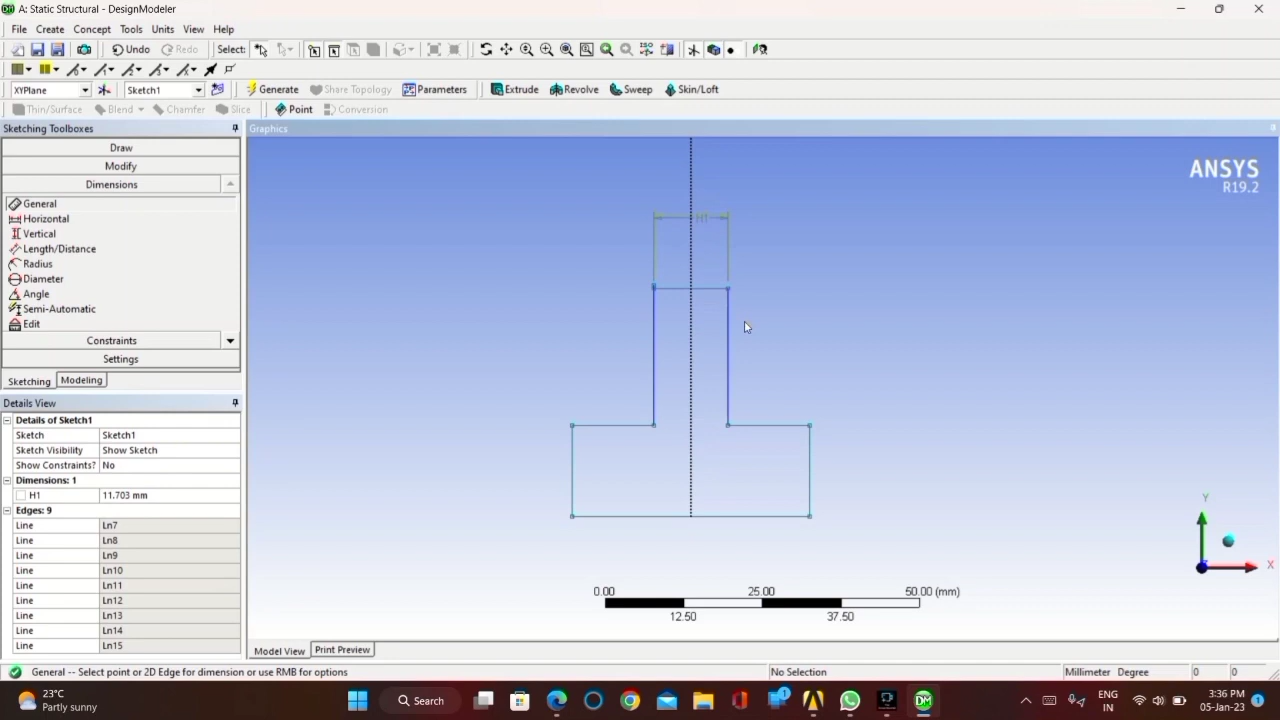 A: Static Structural - DesignModeler
File Create Concept Tools Units View Help
Undo Redo Select:
XYPlane Sketch1 Generate Share Topology Parameters Extrude Revolve Sweep Skin/Loft
Thin/Surface Blend Chamfer Slice Point Conversion
Sketching Toolboxes
Draw
Modify
Dimensions
General
Horizontal
Vertical
Length/Distance
Radius
Diameter
Angle
Semi-Automatic
Edit
Constraints
Settings
Sketching Modeling
Details View
Details of Sketch1
Sketch Sketch1
Sketch Visibility Show Sketch
Show Constraints? No
Dimensions: 1
H1 11.703 mm
Edges: 9
Line Ln7
Line Ln8
Line Ln9
Line Ln10
Line Ln11
Line Ln12
Line Ln13
Line Ln14
Line Ln15
Graphics
ANSYS
R19.2
H1
Y
X
0.00 25.00 50.00 (mm)
12.50 37.50
Model View Print Preview
General -- Select point or 2D Edge for dimension or use RMB for options No Selection Millimeter Degree 0 0
23°C
Partly sunny
Search
1
DM
ENG
IN
3:36 PM
05-Jan-23